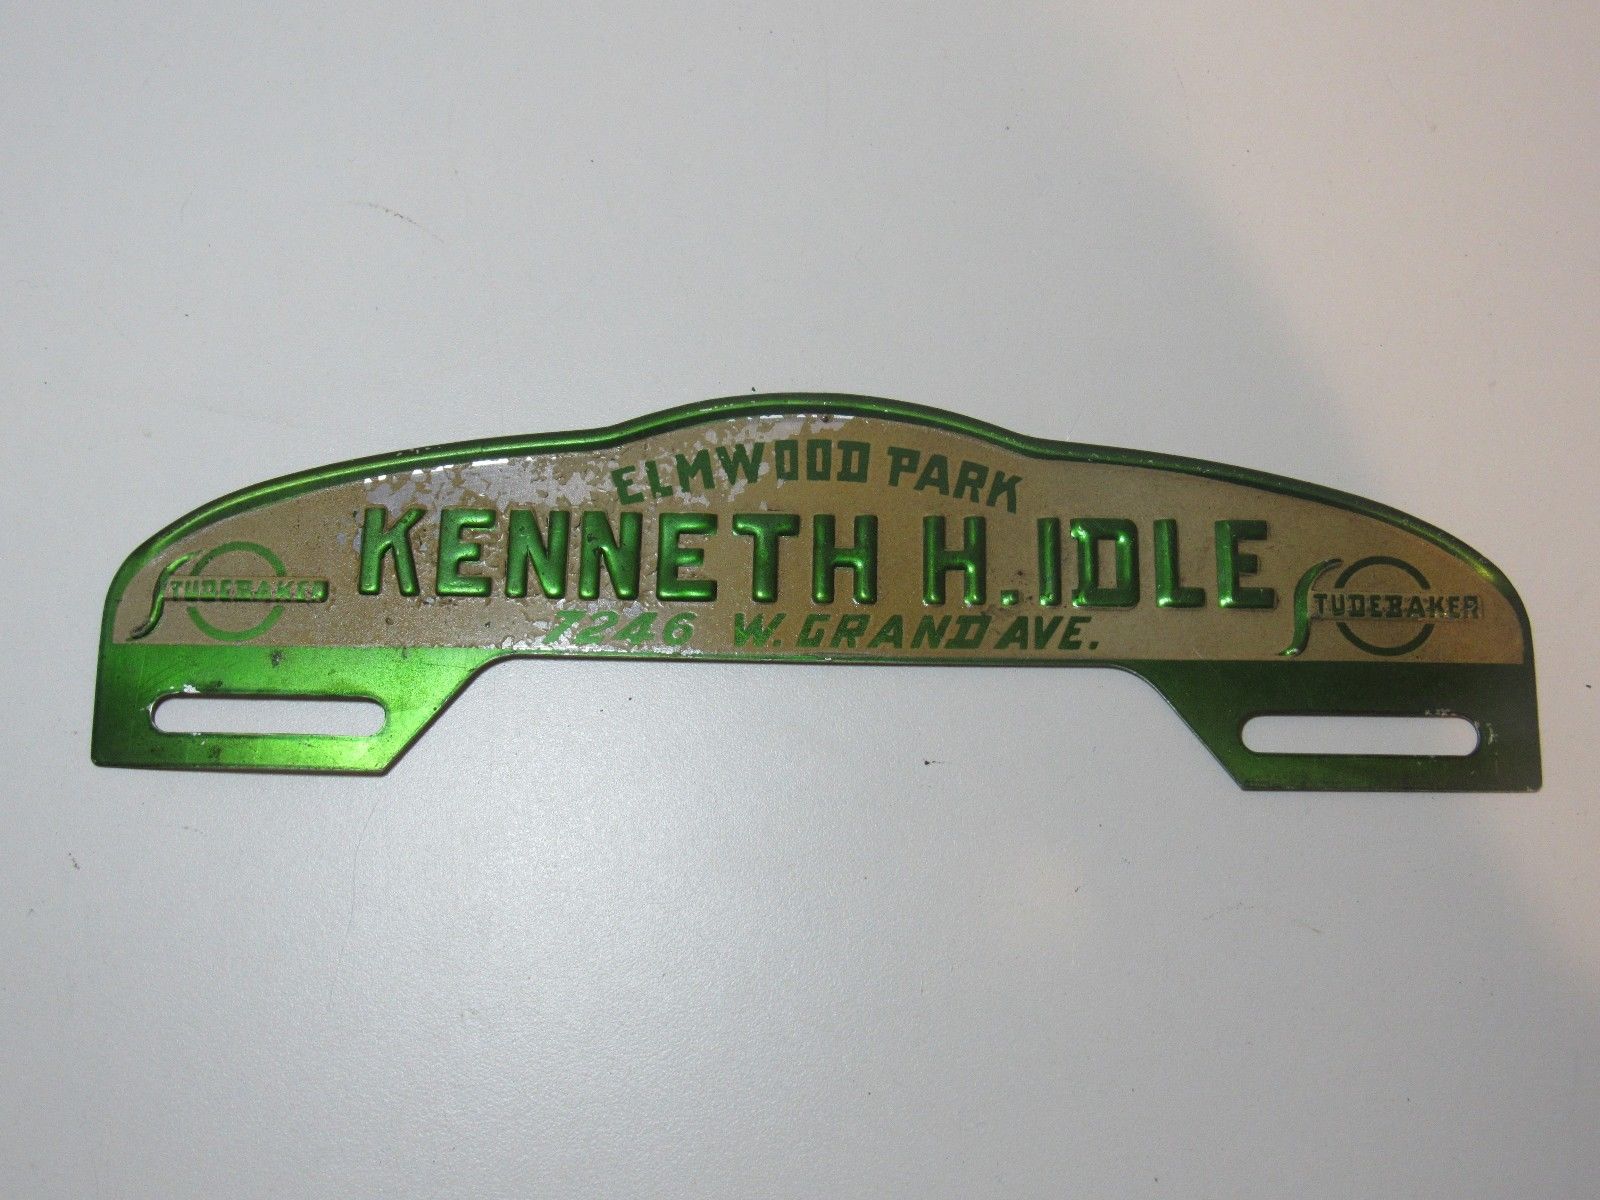 ELMWOOD PARK
KENNETH H. IDLE
STUDEBAKER
STUDEBAKER
7246 W. GRAND AVE.